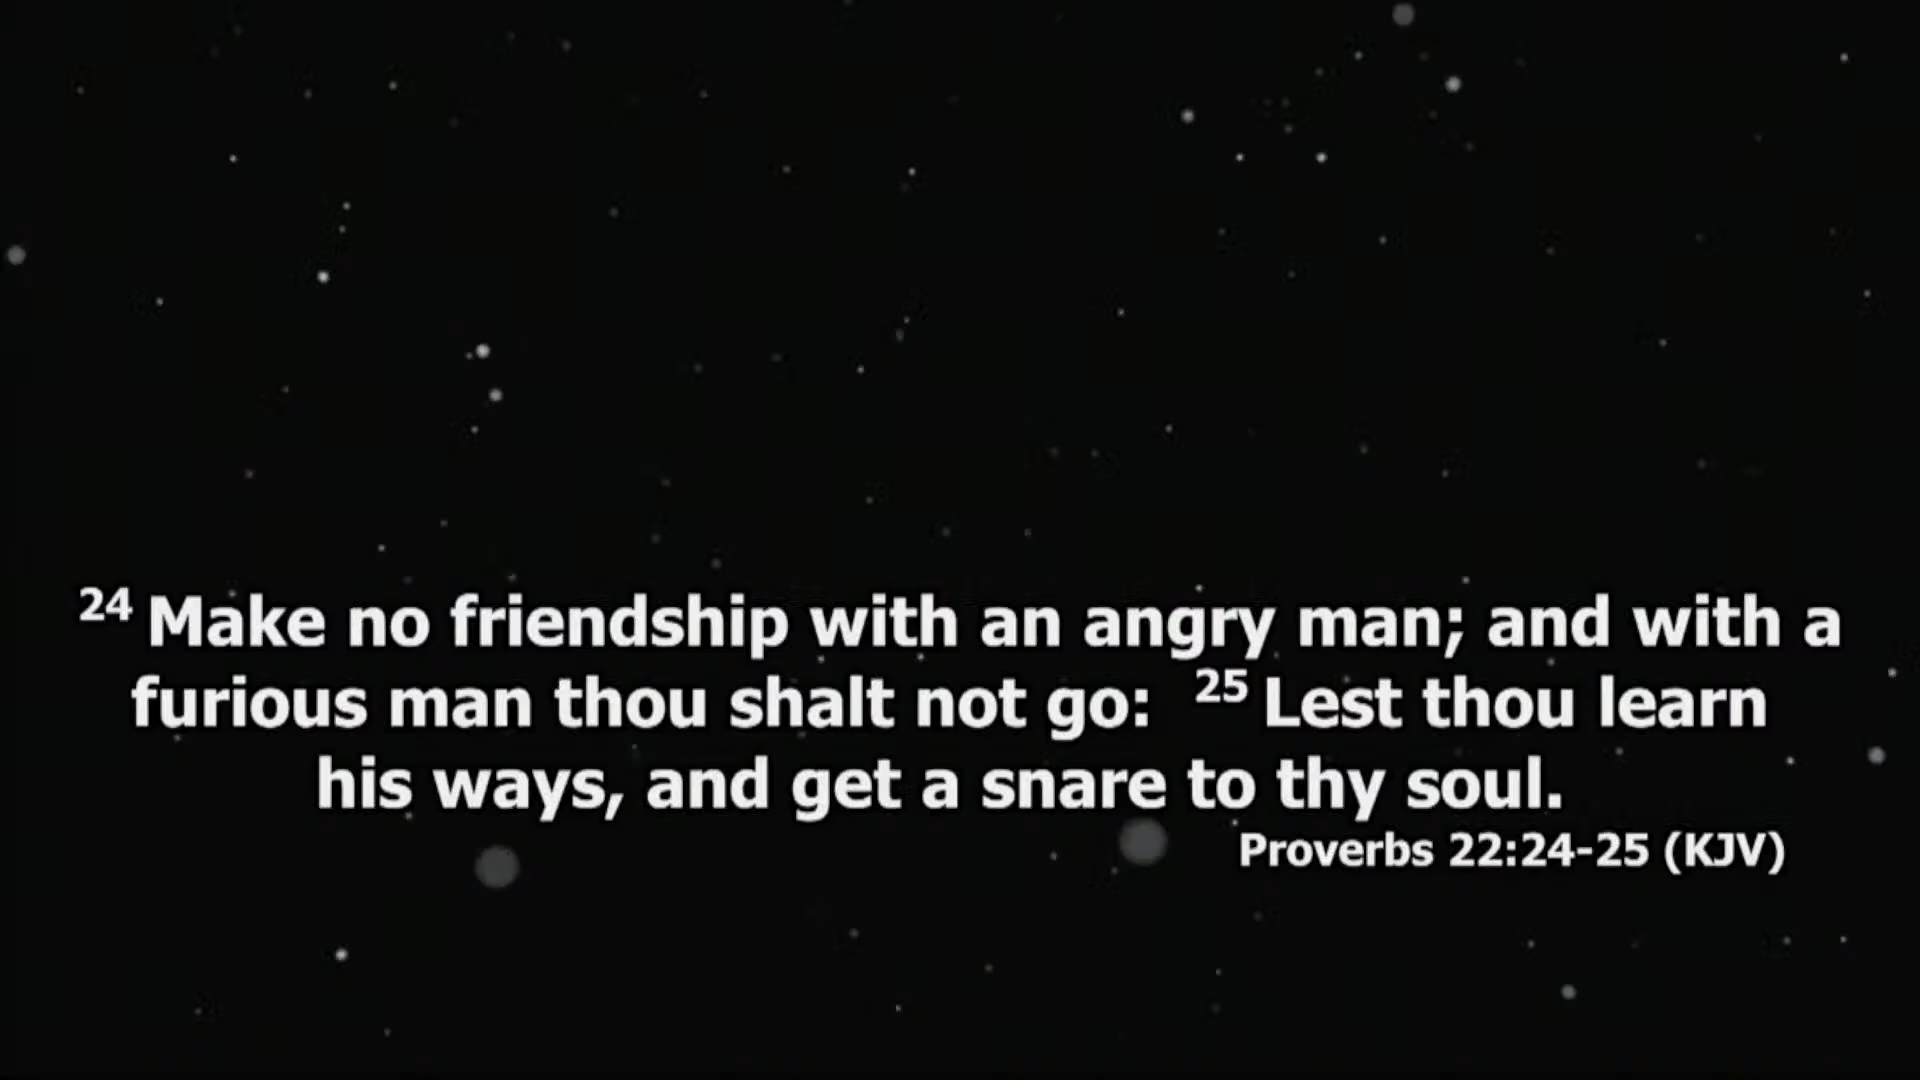 24 Make no friendship with an angry man; and with a
furious man thou shalt not go: 25 Lest thou learn
his ways, and get a snare to thy soul.
Proverbs 22:24-25 (KJV)